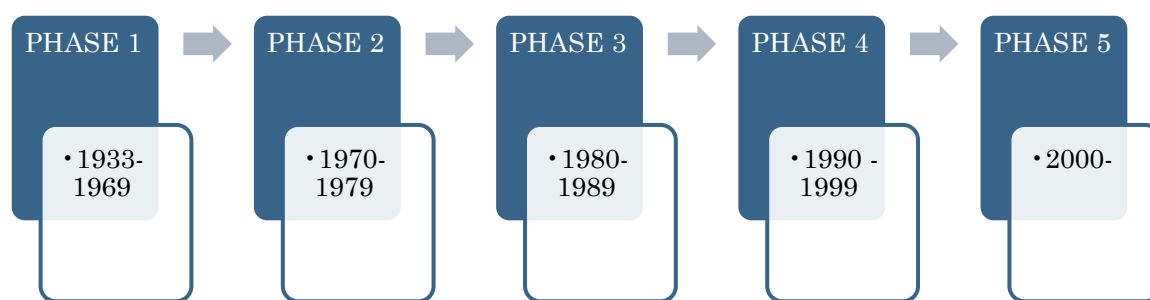 PHASE 1
• 1933-
1969
PHASE 2
• 1970-
1979
PHASE 3
• 1980-
1989
PHASE 4
• 1990 -
1999
PHASE 5
• 2000-